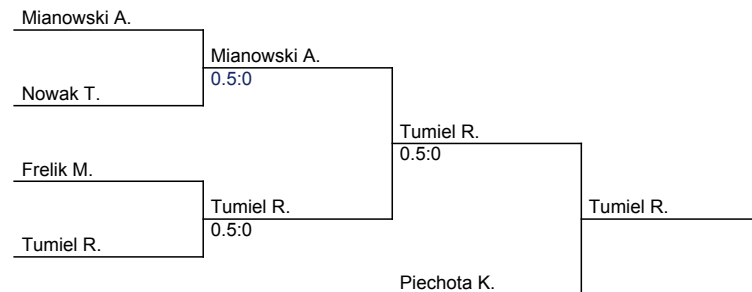 Mianowski A.
Mianowski A.
0.5:0
Nowak T.
Tumiel R.
0.5:0
Frelik M.
Tumiel R.
Tumiel R.
0.5:0
Tumiel R.
Piechota K.